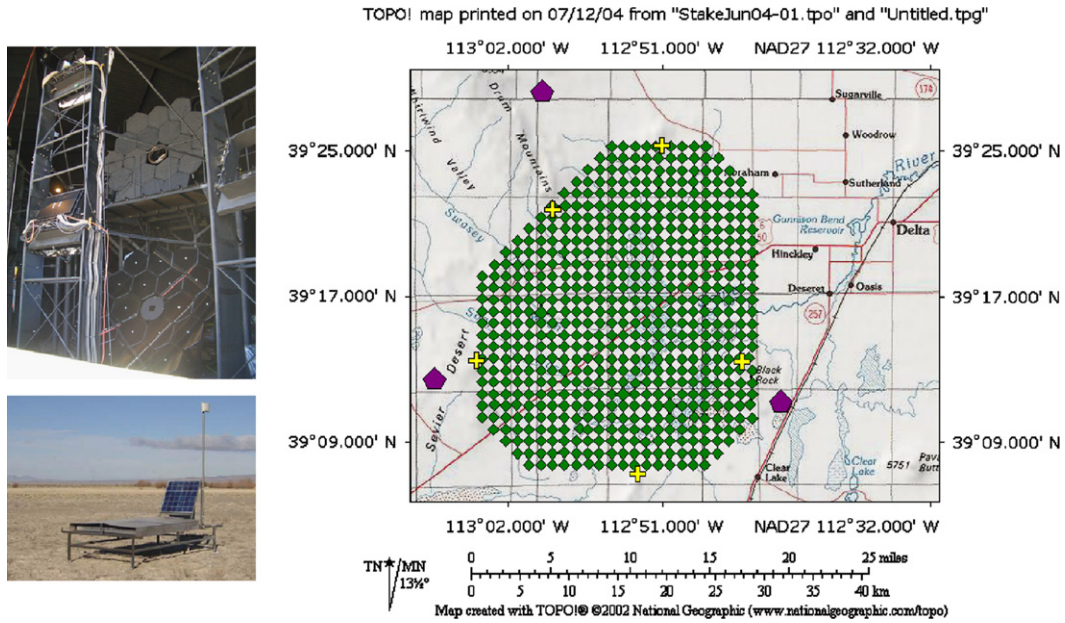 TOPO! map printed on 07/12/04 from "StakeJun04-01.tpo" and "Untitled.tpg"
113°02.000' W 112°51.000' W NAD27 112°32.000' W
Drum
Mountains
Whirlwind
Valley
Sugarville
174
Woodrow
39°25.000' N 39°25.000' N
River
Sutherland
Swasey
Gunnison Bend
Reservoir
Delta
50
Hinckley
39°17.000' N 39°17.000' N
Deseret
Oasis
257
Desert
Black
Rock
Sevier
39°09.000' N 39°09.000' N
Clear
Lake
5751
Clear
Lake
113°02.000' W 112°51.000' W NAD27 112°32.000' W
TN MN
13½°
0 5 10 15 20 25 miles
0 5 10 15 20 25 30 35 40 km
Map created with TOPO!® ©2002 National Geographic (www.nationalgeographic.com/topo)